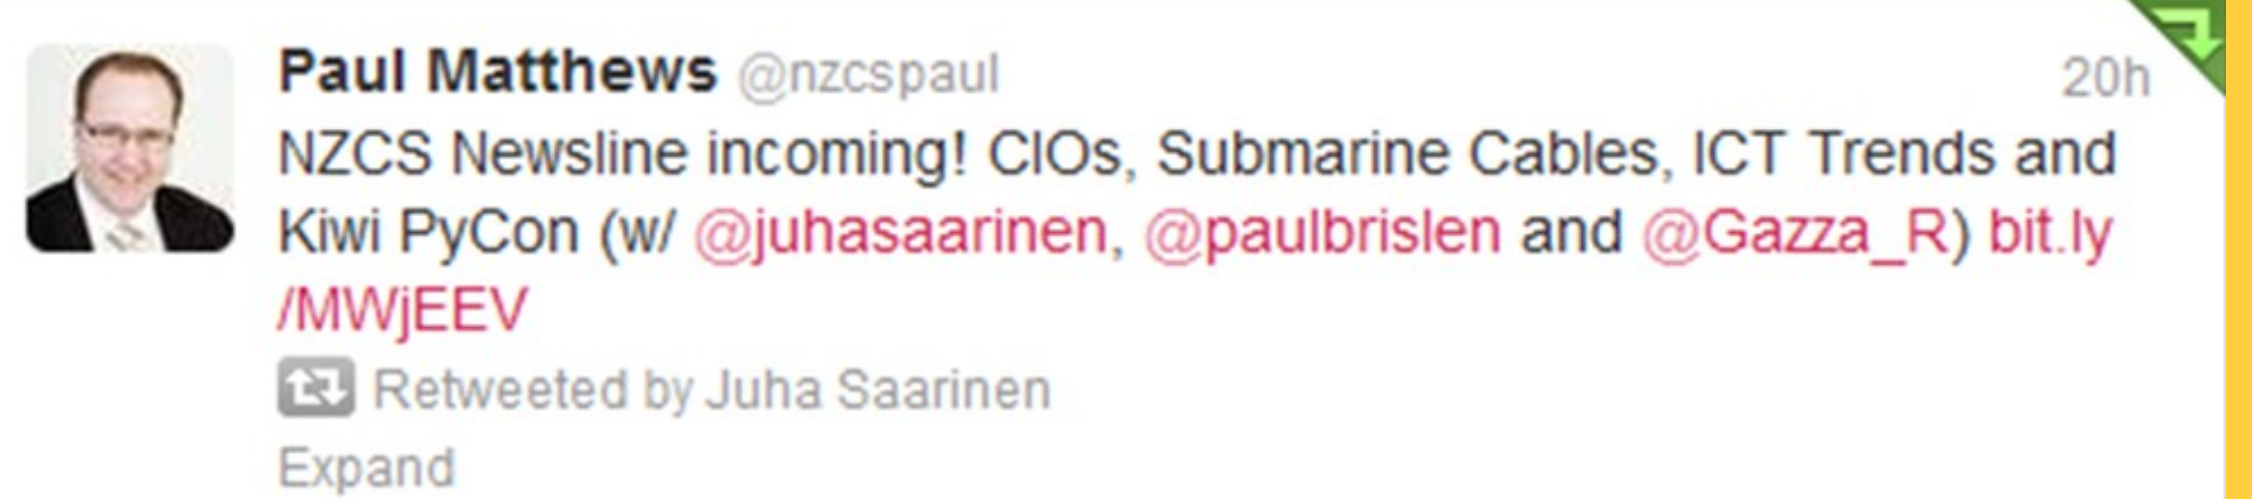 Paul Matthews @nzcspaul 20h
NZCS Newsline incoming! CIOs, Submarine Cables, ICT Trends and
Kiwi PyCon (w/ @juhasaarinen, @paulbrislen and @Gazza_R) bit.ly
/MWjEEV
Retweeted by Juha Saarinen
Expand